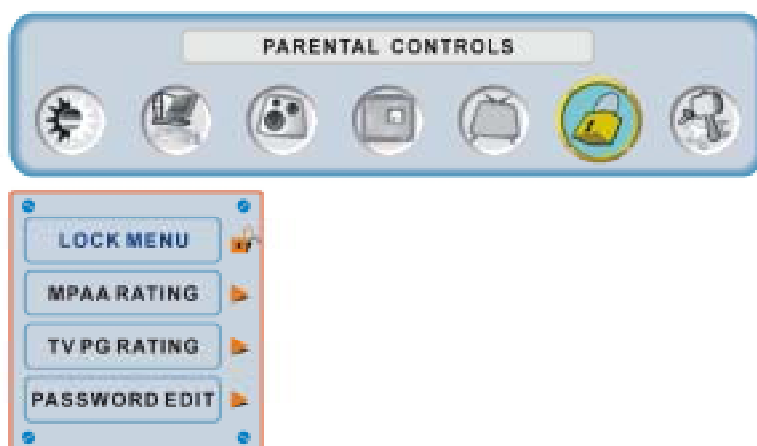 PARENTAL CONTROLS
LOCK MENU
MPAA RATING
TV PG RATING
PASSWORD EDIT